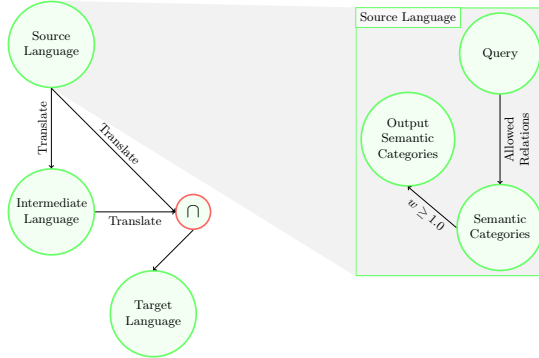 Source
Language
Translate
Translate
Intermediate
Language
Translate
∩
Target
Language
Source Language
Query
Allowed
Relations
Output
Semantic
Categories
w ≥ 1.0
Semantic
Categories